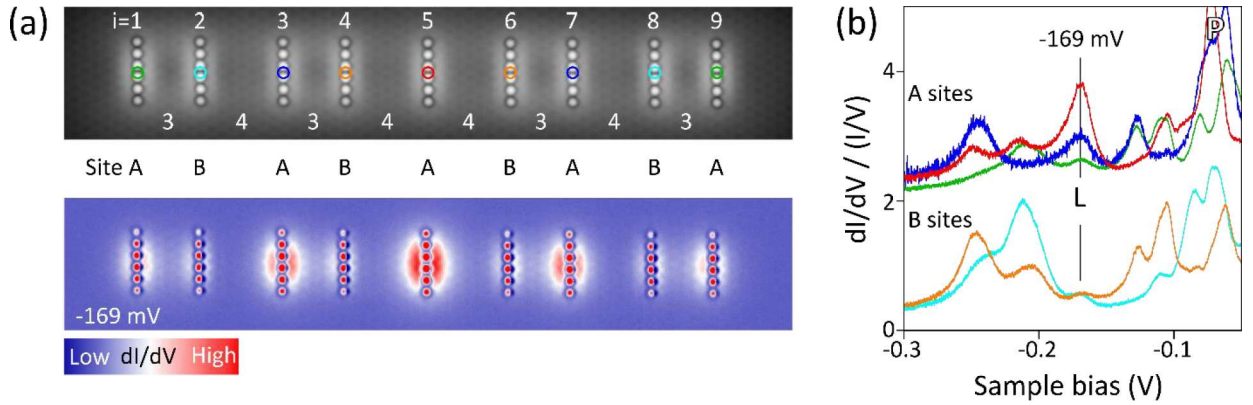 (a)
i=1 2 3 4 5 6 7 8 9
3 4 3 4 4 3 4 3
Site A B A B A B A B A
-169 mV
Low dI/dV High
(b)
dI/dV / (I/V)
4
2
0
-169 mV
P
A sites
L
B sites
-0.3 -0.2 -0.1
Sample bias (V)